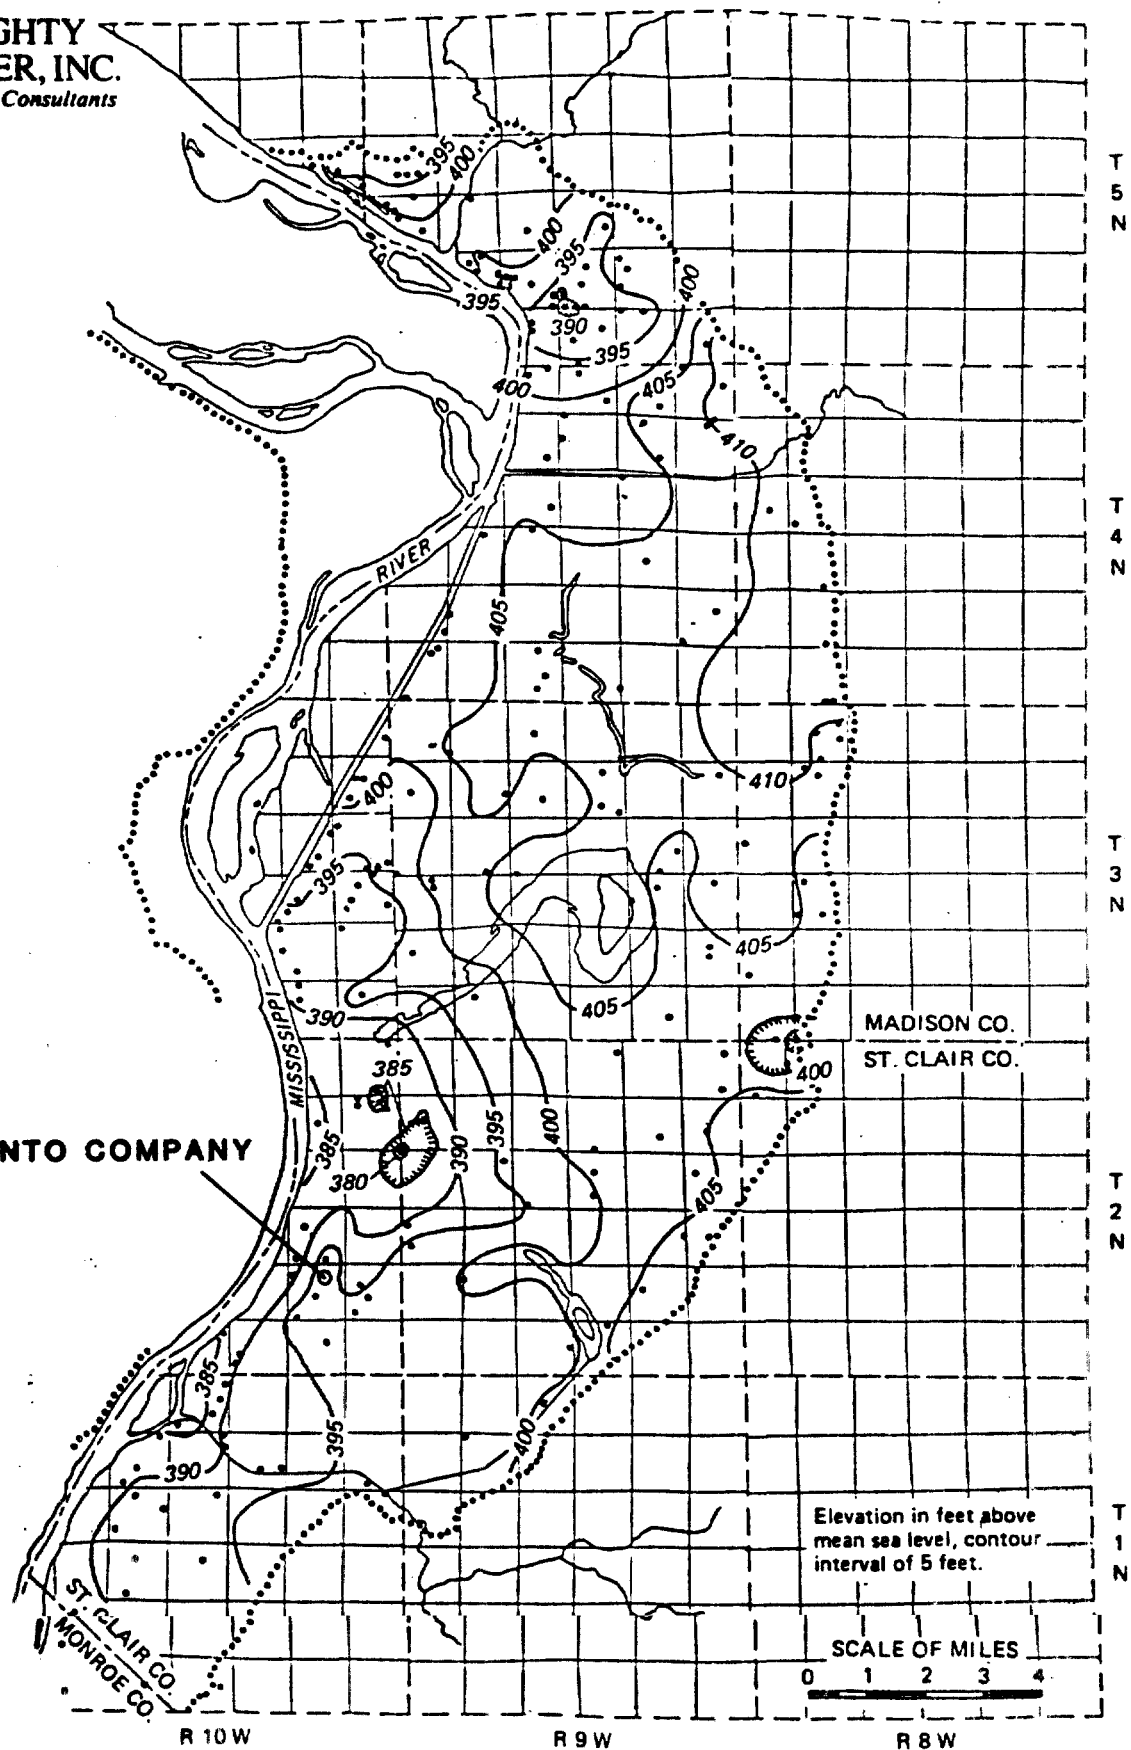 GHTY
ER, INC.
Consultants
T
5
N
395
400
400
395
400
395
390
395
400
405
410
T
4
N
RIVER
405
410
400
T
3
N
395
405
405
390
MISSISSIPPI
MADISON CO.
ST. CLAIR CO.
400
385
395
400
390
385
380
NTO COMPANY
405
T
2
N
385
395
400
390
Elevation in feet above
mean sea level, contour
interval of 5 feet.
T
1
N
ST. CLAIR CO.
MONROE CO.
SCALE OF MILES
0 1 2 3 4
R 10 W
R 9 W
R 8 W